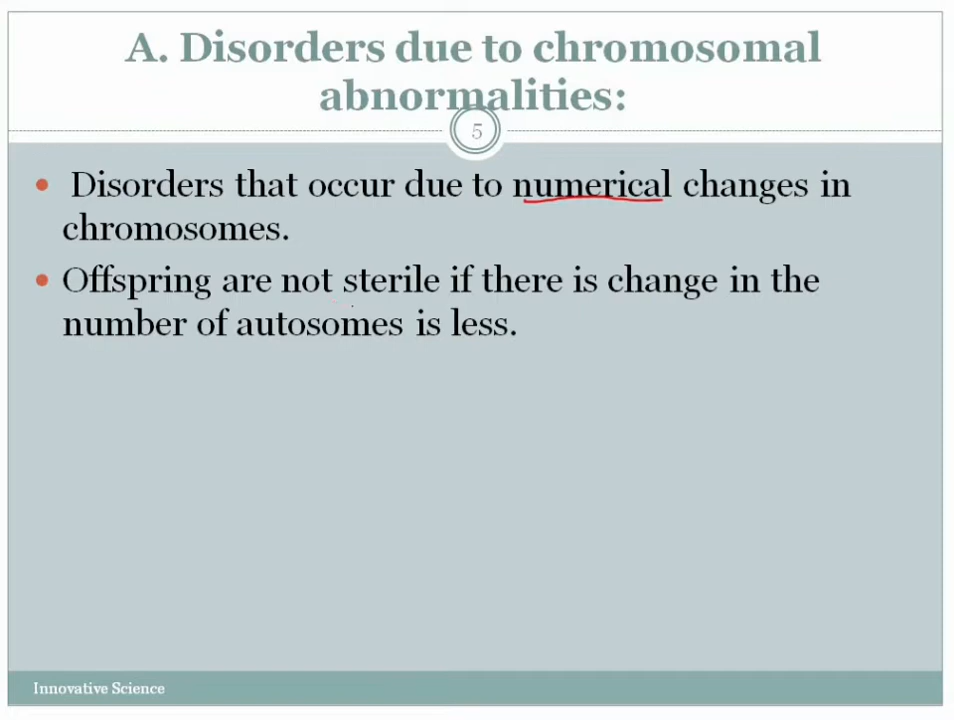 A. Disorders due to chromosomal
abnormalities:
5
Disorders that occur due to numerical changes in
chromosomes.
Offspring are not sterile if there is change in the
number of autosomes is less.
Innovative Science